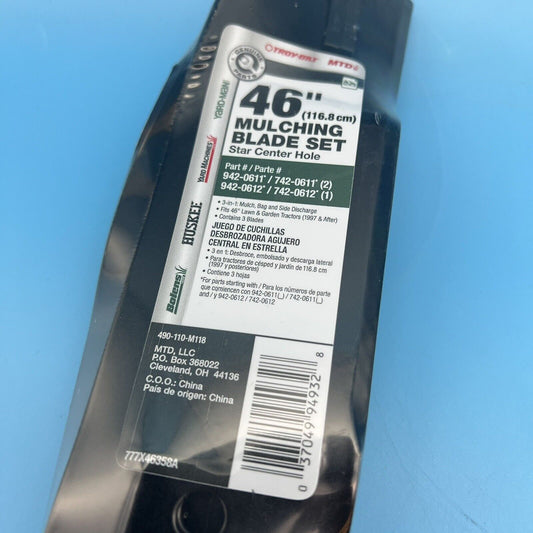 GENUINE PARTS
TROY-BILT MTD
YARD-MAN
YARD MACHINES
HUSKEE
Bolens
46" (116.8 cm)
MULCHING
BLADE SET
Star Center Hole
Part # / Parte #
942-0611* / 742-0611* (2)
942-0612* / 742-0612* (1)
• 3-in-1: Mulch, Bag and Side Discharge
• Fits 46" Lawn & Garden Tractors (1997 & After)
• Contains 3 Blades
JUEGO DE CUCHILLAS
DESBROZADORA AGUJERO
CENTRAL EN ESTRELLA
• 3 en 1: Desbroce, embolsado y descarga lateral
• Para tractores de césped y jardín de 116.8 cm
(1997 y posteriores)
• Contiene 3 hojas
*For parts starting with / Para los números de parte
que comiencen con 942-0611(_) / 742-0611(_)
and / y 942-0612 / 742-0612
490-110-M118
MTD, LLC
P.O. Box 368022
Cleveland, OH 44136
C.O.O.: China
País de origen: China
777X46358A
0 37049 94932 8